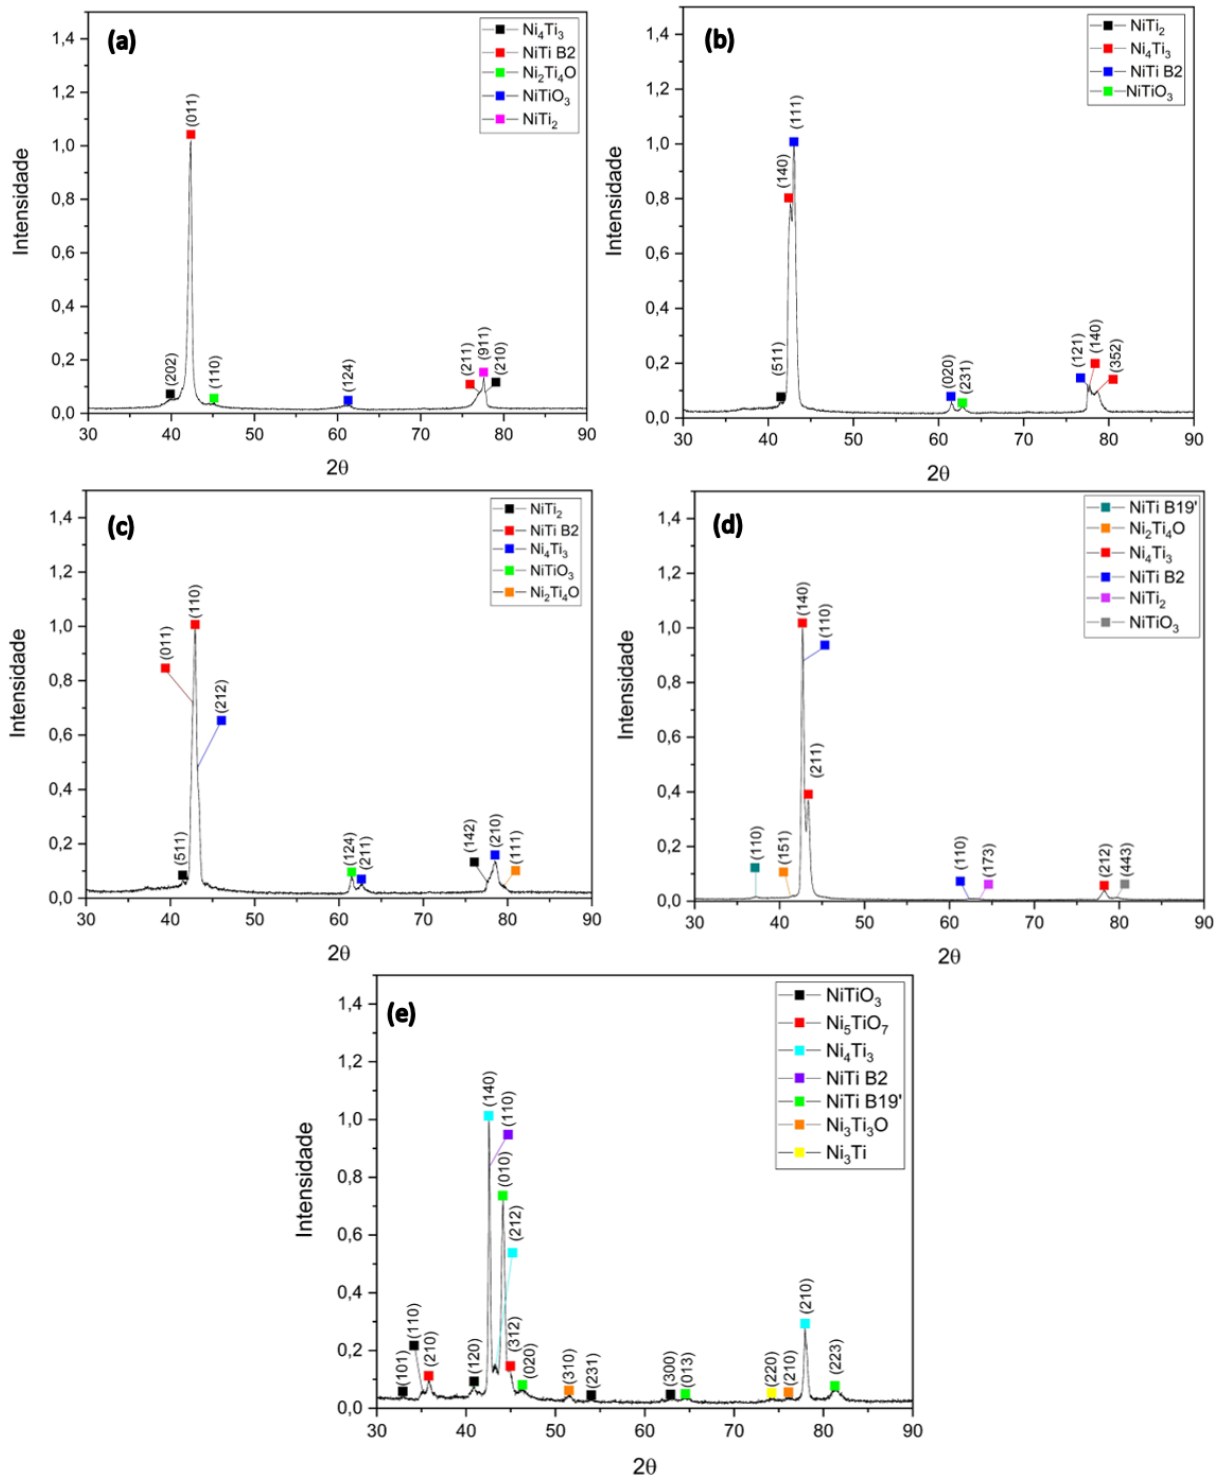 (a)
Ni₄Ti₃
NiTi B2
Ni₂Ti₄O
NiTiO₃
NiTi₂
Intensidade
1,4
1,2
1,0
0,8
0,6
0,4
0,2
0,0
(202)
(011)
(110)
(124)
(211)
(911)
(210)
30 40 50 60 70 80 90
2θ
(b)
NiTi₂
Ni₄Ti₃
NiTi B2
NiTiO₃
Intensidade
1,4
1,2
1,0
0,8
0,6
0,4
0,2
0,0
(511)
(140)
(111)
(020)
(231)
(121)
(140)
(352)
30 40 50 60 70 80 90
2θ
(c)
NiTi₂
NiTi B2
Ni₄Ti₃
NiTiO₃
Ni₂Ti₄O
Intensidade
1,4
1,2
1,0
0,8
0,6
0,4
0,2
0,0
(511)
(011)
(110)
(212)
(124)
(211)
(142)
(210)
(111)
30 40 50 60 70 80 90
2θ
(d)
NiTi B19'
Ni₂Ti₄O
Ni₄Ti₃
NiTi B2
NiTi₂
NiTiO₃
Intensidade
1,4
1,2
1,0
0,8
0,6
0,4
0,2
0,0
(110)
(151)
(140)
(110)
(211)
(110)
(173)
(212)
(443)
30 40 50 60 70 80 90
2θ
(e)
NiTiO₃
Ni₅TiO₇
Ni₄Ti₃
NiTi B2
NiTi B19'
Ni₃Ti₃O
Ni₃Ti
Intensidade
1,4
1,2
1,0
0,8
0,6
0,4
0,2
0,0
(101)
(110)
(210)
(120)
(140)
(110)
(010)
(212)
(312)
(020)
(310)
(231)
(300)
(013)
(220)
(210)
(210)
(223)
30 40 50 60 70 80 90
2θ